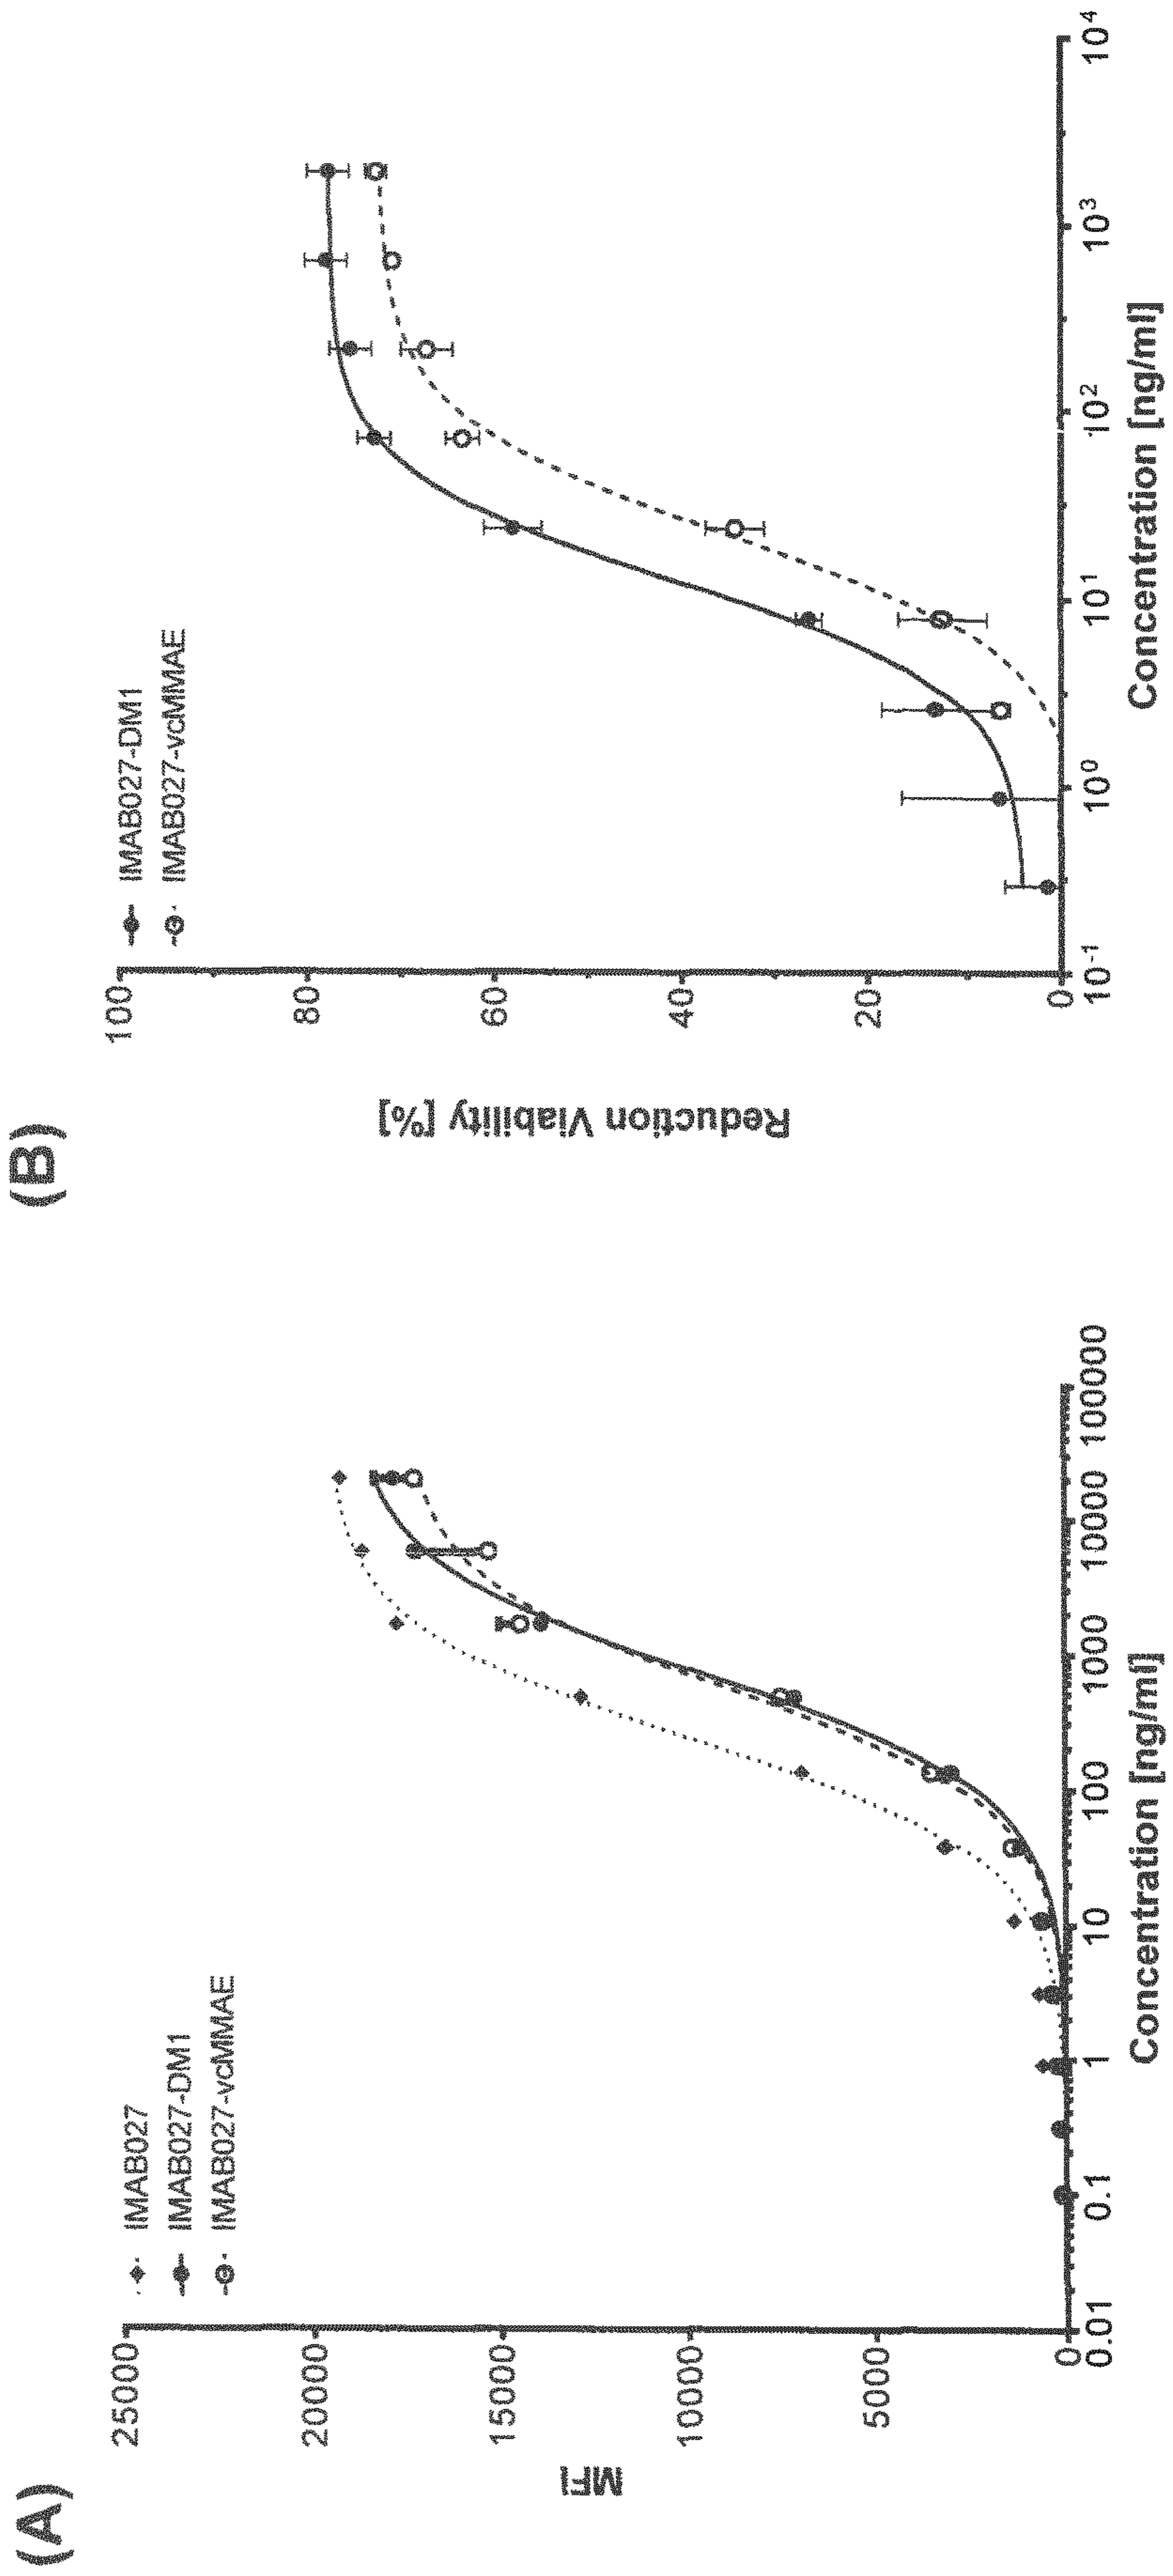 (A)
MFI
25000
20000
15000
10000
5000
0
IMAB027
IMAB027-DM1
IMAB027-vcMMAE
0.01
0.1
1
10
100
1000
10000
100000
Concentration [ng/ml]
(B)
Reduction Viability [%]
100
80
60
40
20
0
IMAB027-DM1
IMAB027-vcMMAE
10⁻¹
10⁰
10¹
10²
10³
10⁴
Concentration [ng/ml]